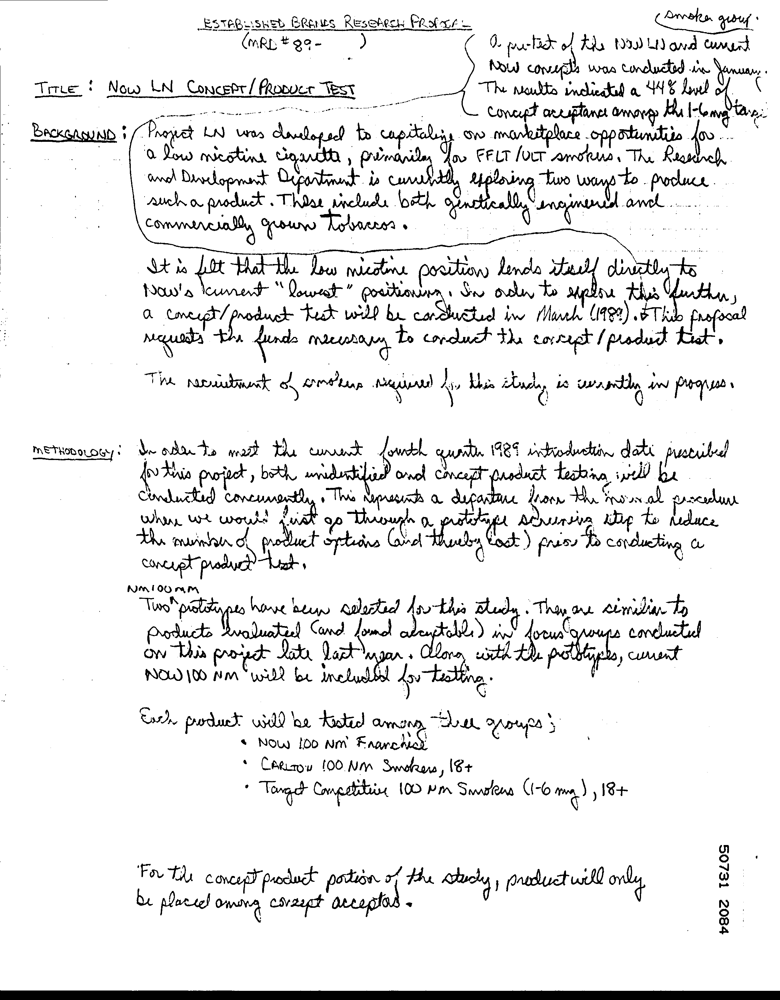 ESTABLISHED BRANDS RESEARCH PROPOSAL
(MRD # 89-      )
(smoker group.
A pre-test of the NOW LN and current
Now concepts was conducted in January.
The results indicated a 44% level of
concept acceptance among the 1-6 mg target
TITLE : NOW LN CONCEPT/PRODUCT TEST
BACKGROUND : Project LN was developed to capitalize on marketplace opportunities for
a low nicotine cigarette, primarily for FFLT/ULT smokers. The Research
and Development Department is currently exploring two ways to produce
such a product. These include both genetically engineered and
commercially grown tobaccos.
It is felt that the low nicotine position lends itself directly to
Now's current "lowest" positioning. In order to explore this further,
a concept/product test will be conducted in March (1989). This proposal
requests the funds necessary to conduct the concept/product test.
The recruitment of smokers required for this study is currently in progress.
METHODOLOGY : In order to meet the current fourth quarter 1989 introduction date prescribed
for this project, both unidentified and concept product testing will be
conducted concurrently. This represents a departure from the normal procedure
where we would first go through a prototype screening step to reduce
the number of product options (and thereby cost) prior to conducting a
concept product test.
NM100MM
Two ^ prototypes have been selected for this study. They are similiar to
products evaluated (and found acceptable) in focus groups conducted
on this project late last year. Along with the prototypes, current
NOW 100 NM will be included for testting.
Each product will be tested among three groups;
• NOW 100 NM Franchise
• CARLTON 100 NM Smokers, 18+
• Target Competitive 100 NM Smokers (1-6 mg), 18+
For the concept product portion of the study, product will only
be placed among concept acceptors.
50731 2084